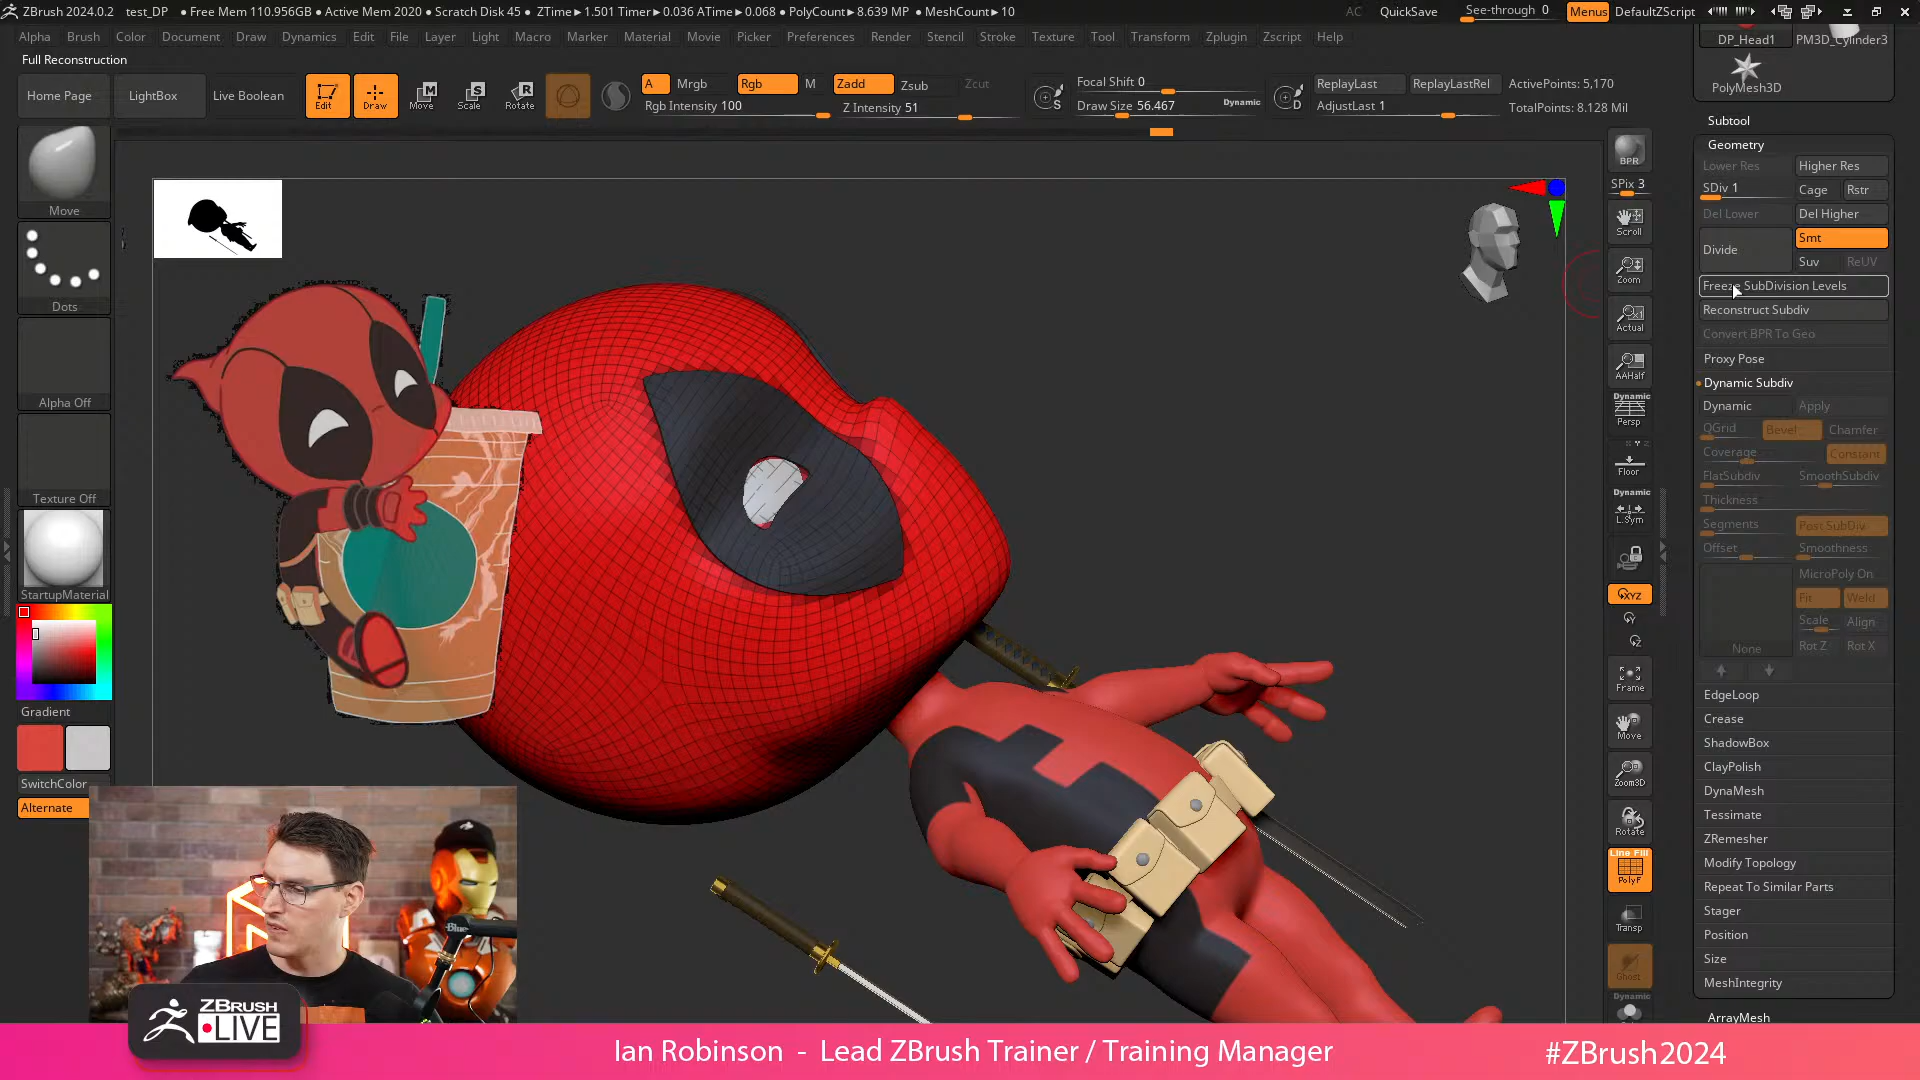 ZBrush 2024.0.2 test_DP ● Free Mem 110.956GB ● Active Mem 2020 ● Scratch Disk 45 ● ZTime►1.501 Timer►0.036 ATime►0.068 ● PolyCount►8.639 MP ● MeshCount►10 AC QuickSave See-through 0 Menus DefaultZScript
Alpha Brush Color Document Draw Dynamics Edit File Layer Light Macro Marker Material Movie Picker Preferences Render Stencil Stroke Texture Tool Transform Zplugin Zscript Help
Full Reconstruction
Home Page LightBox Live Boolean Edit Draw Move Scale Rotate
A Mrgb Rgb M Zadd Zsub Zcut
Rgb Intensity 100 Z Intensity 51
S Focal Shift 0
Draw Size 56.467 Dynamic
D ReplayLast ReplayLastRel ActivePoints: 5,170
AdjustLast 1 TotalPoints: 8.128 Mil
Move
Dots
Alpha Off
Texture Off
StartupMaterial
Gradient
SwitchColor
Alternate
BPR
SPix 3
Scroll
Zoom
Actual
AAHalf
Dynamic
Persp
Floor
Dynamic
L.Sym
XYZ
Frame
Move
Zoom3D
Rotate
Line Fill
PolyF
Transp
Ghost
Dynamic
DP_Head1 PM3D_Cylinder3
PolyMesh3D
Subtool
Geometry
Lower Res Higher Res
SDiv 1 Cage Rstr
Del Lower Del Higher
Divide Smt
Suv ReUV
Freeze SubDivision Levels
Reconstruct Subdiv
Convert BPR To Geo
Proxy Pose
Dynamic Subdiv
Dynamic Apply
QGrid Bevel Chamfer
Coverage Constant
FlatSubdiv SmoothSubdiv
Thickness
Segments Post SubDiv
Offset Smoothness
MicroPoly On
Fit Weld
Scale Align
None Rot Z Rot X
EdgeLoop
Crease
ShadowBox
ClayPolish
DynaMesh
Tessimate
ZRemesher
Modify Topology
Repeat To Similar Parts
Stager
Position
Size
MeshIntegrity
ArrayMesh
Blue
ZBRUSH
LIVE
Ian Robinson - Lead ZBrush Trainer / Training Manager
#ZBrush2024